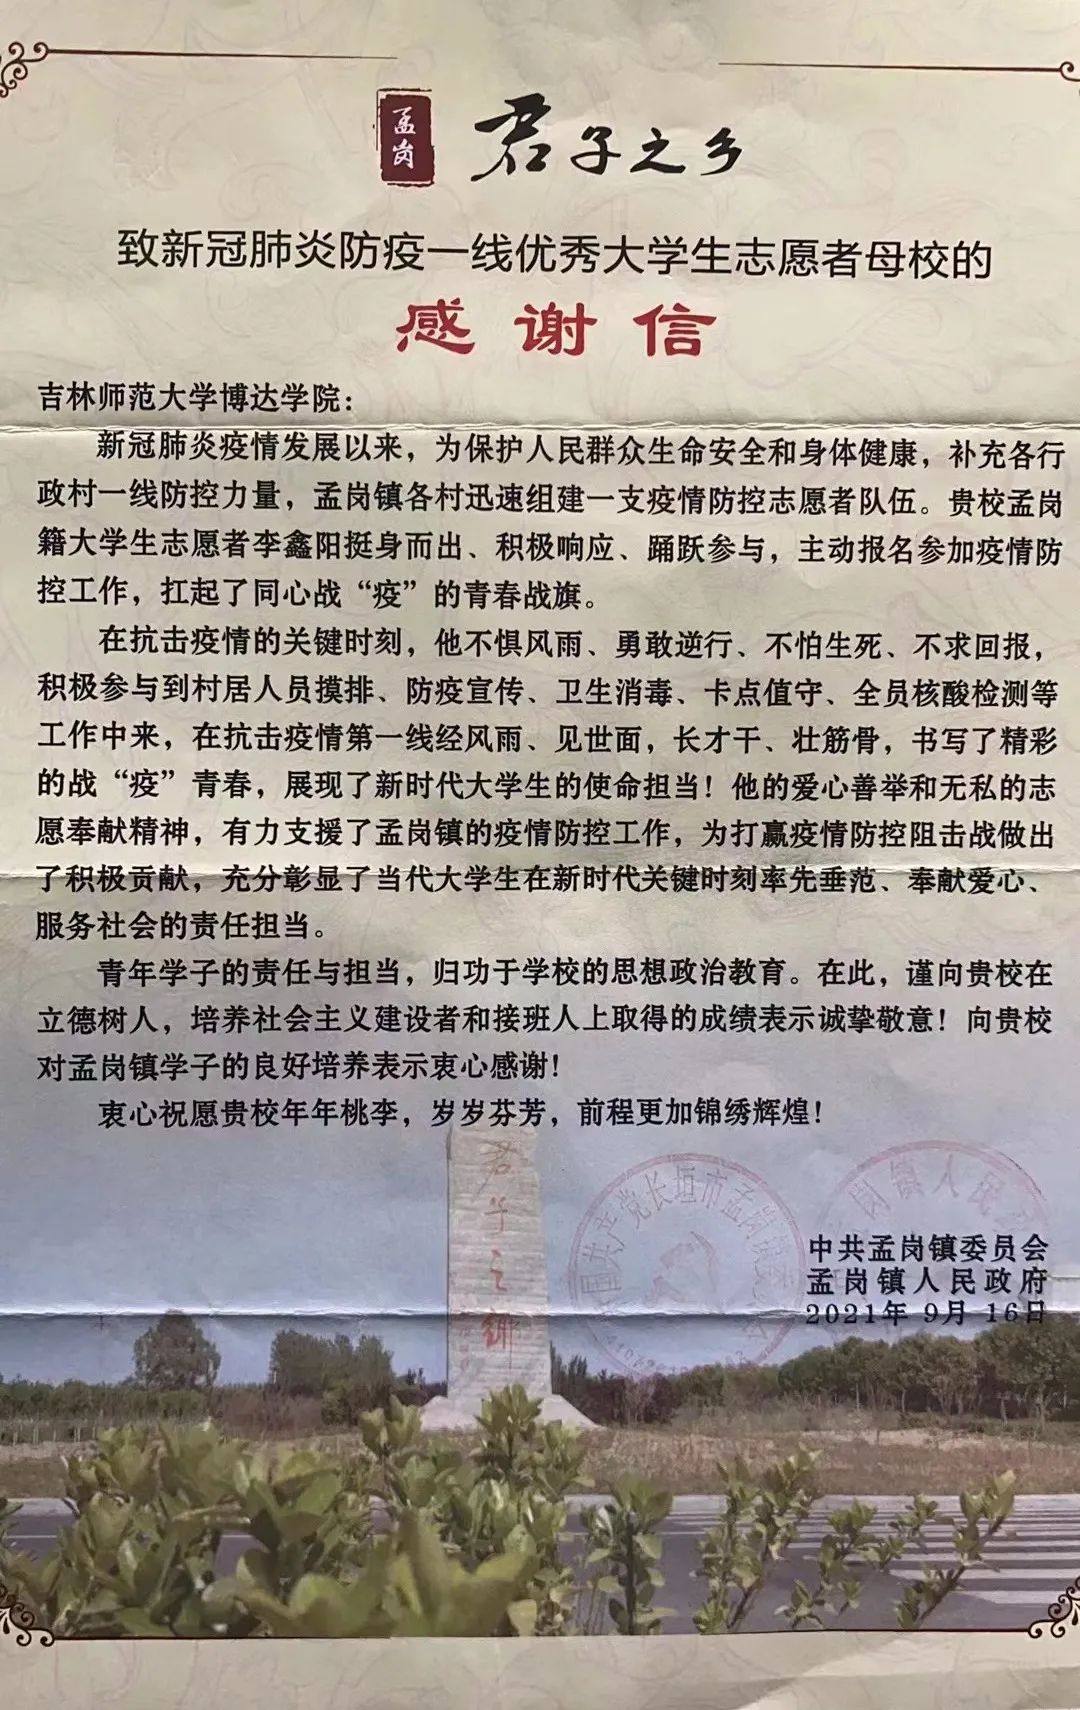 孟岗
君子之乡
致新冠肺炎防疫一线优秀大学生志愿者母校的
感谢信
吉林师范大学博达学院：
新冠肺炎疫情发展以来，为保护人民群众生命安全和身体健康，补充各行
政村一线防控力量，孟岗镇各村迅速组建一支疫情防控志愿者队伍。贵校孟岗
籍大学生志愿者李鑫阳挺身而出、积极响应、踊跃参与，主动报名参加疫情防
控工作，扛起了同心战“疫”的青春战旗。
在抗击疫情的关键时刻，他不惧风雨、勇敢逆行、不怕生死、不求回报，
积极参与到村居人员摸排、防疫宣传、卫生消毒、卡点值守、全员核酸检测等
工作中来，在抗击疫情第一线经风雨、见世面，长才干、壮筋骨，书写了精彩
的战“疫”青春，展现了新时代大学生的使命担当！他的爱心善举和无私的志
愿奉献精神，有力支援了孟岗镇的疫情防控工作，为打赢疫情防控阻击战做出
了积极贡献，充分彰显了当代大学生在新时代关键时刻率先垂范、奉献爱心、
服务社会的责任担当。
青年学子的责任与担当，归功于学校的思想政治教育。在此，谨向贵校在
立德树人，培养社会主义建设者和接班人上取得的成绩表示诚挚敬意！向贵校
对孟岗镇学子的良好培养表示衷心感谢！
衷心祝愿贵校年年桃李，岁岁芬芳，前程更加锦绣辉煌！
君子之乡
国共产党长垣市孟岗镇委
岗镇人民
中共孟岗镇委员会
孟岗镇人民政府
2021年 9月 16日